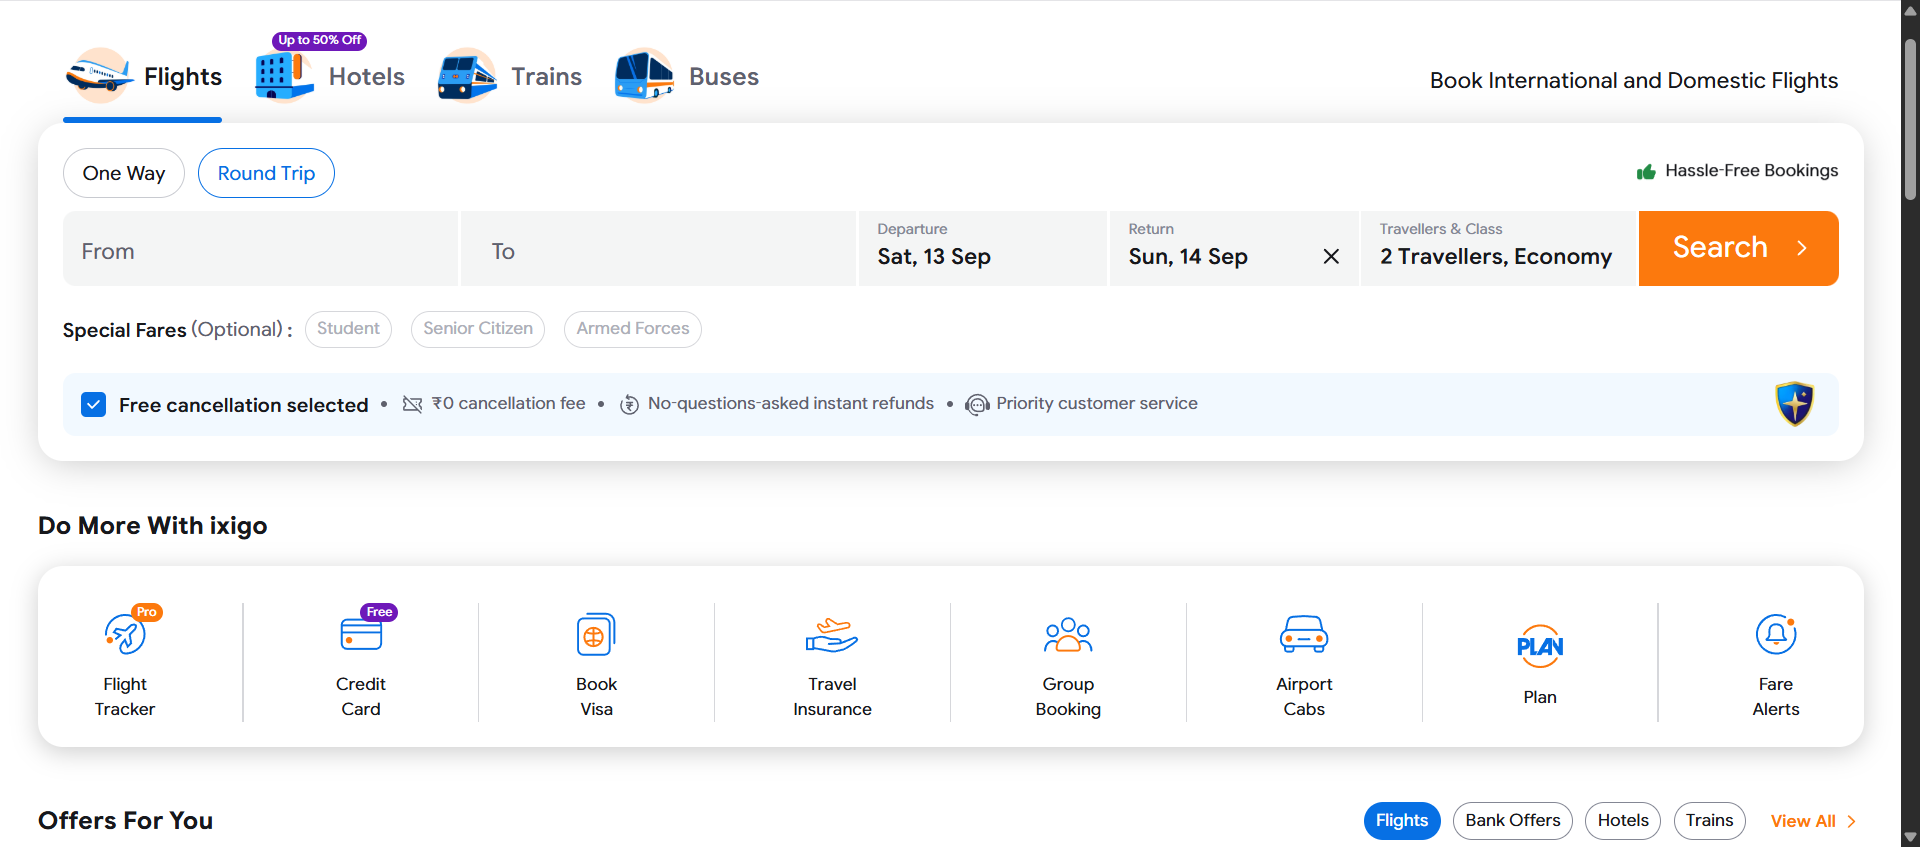 Up to 50% Off
Flights Hotels Trains Buses
Book International and Domestic Flights
One Way Round Trip
Hassle-Free Bookings
From To
Departure
Sat, 13 Sep
Return
Sun, 14 Sep
Travellers & Class
2 Travellers, Economy
Search
Special Fares (Optional) : Student Senior Citizen Armed Forces
Free cancellation selected • ₹0 cancellation fee • No-questions-asked instant refunds • Priority customer service
Do More With ixigo
Pro
Flight
Tracker
Free
Credit
Card
Book
Visa
Travel
Insurance
Group
Booking
Airport
Cabs
PLAN
Plan
Fare
Alerts
Offers For You
Flights Bank Offers Hotels Trains View All